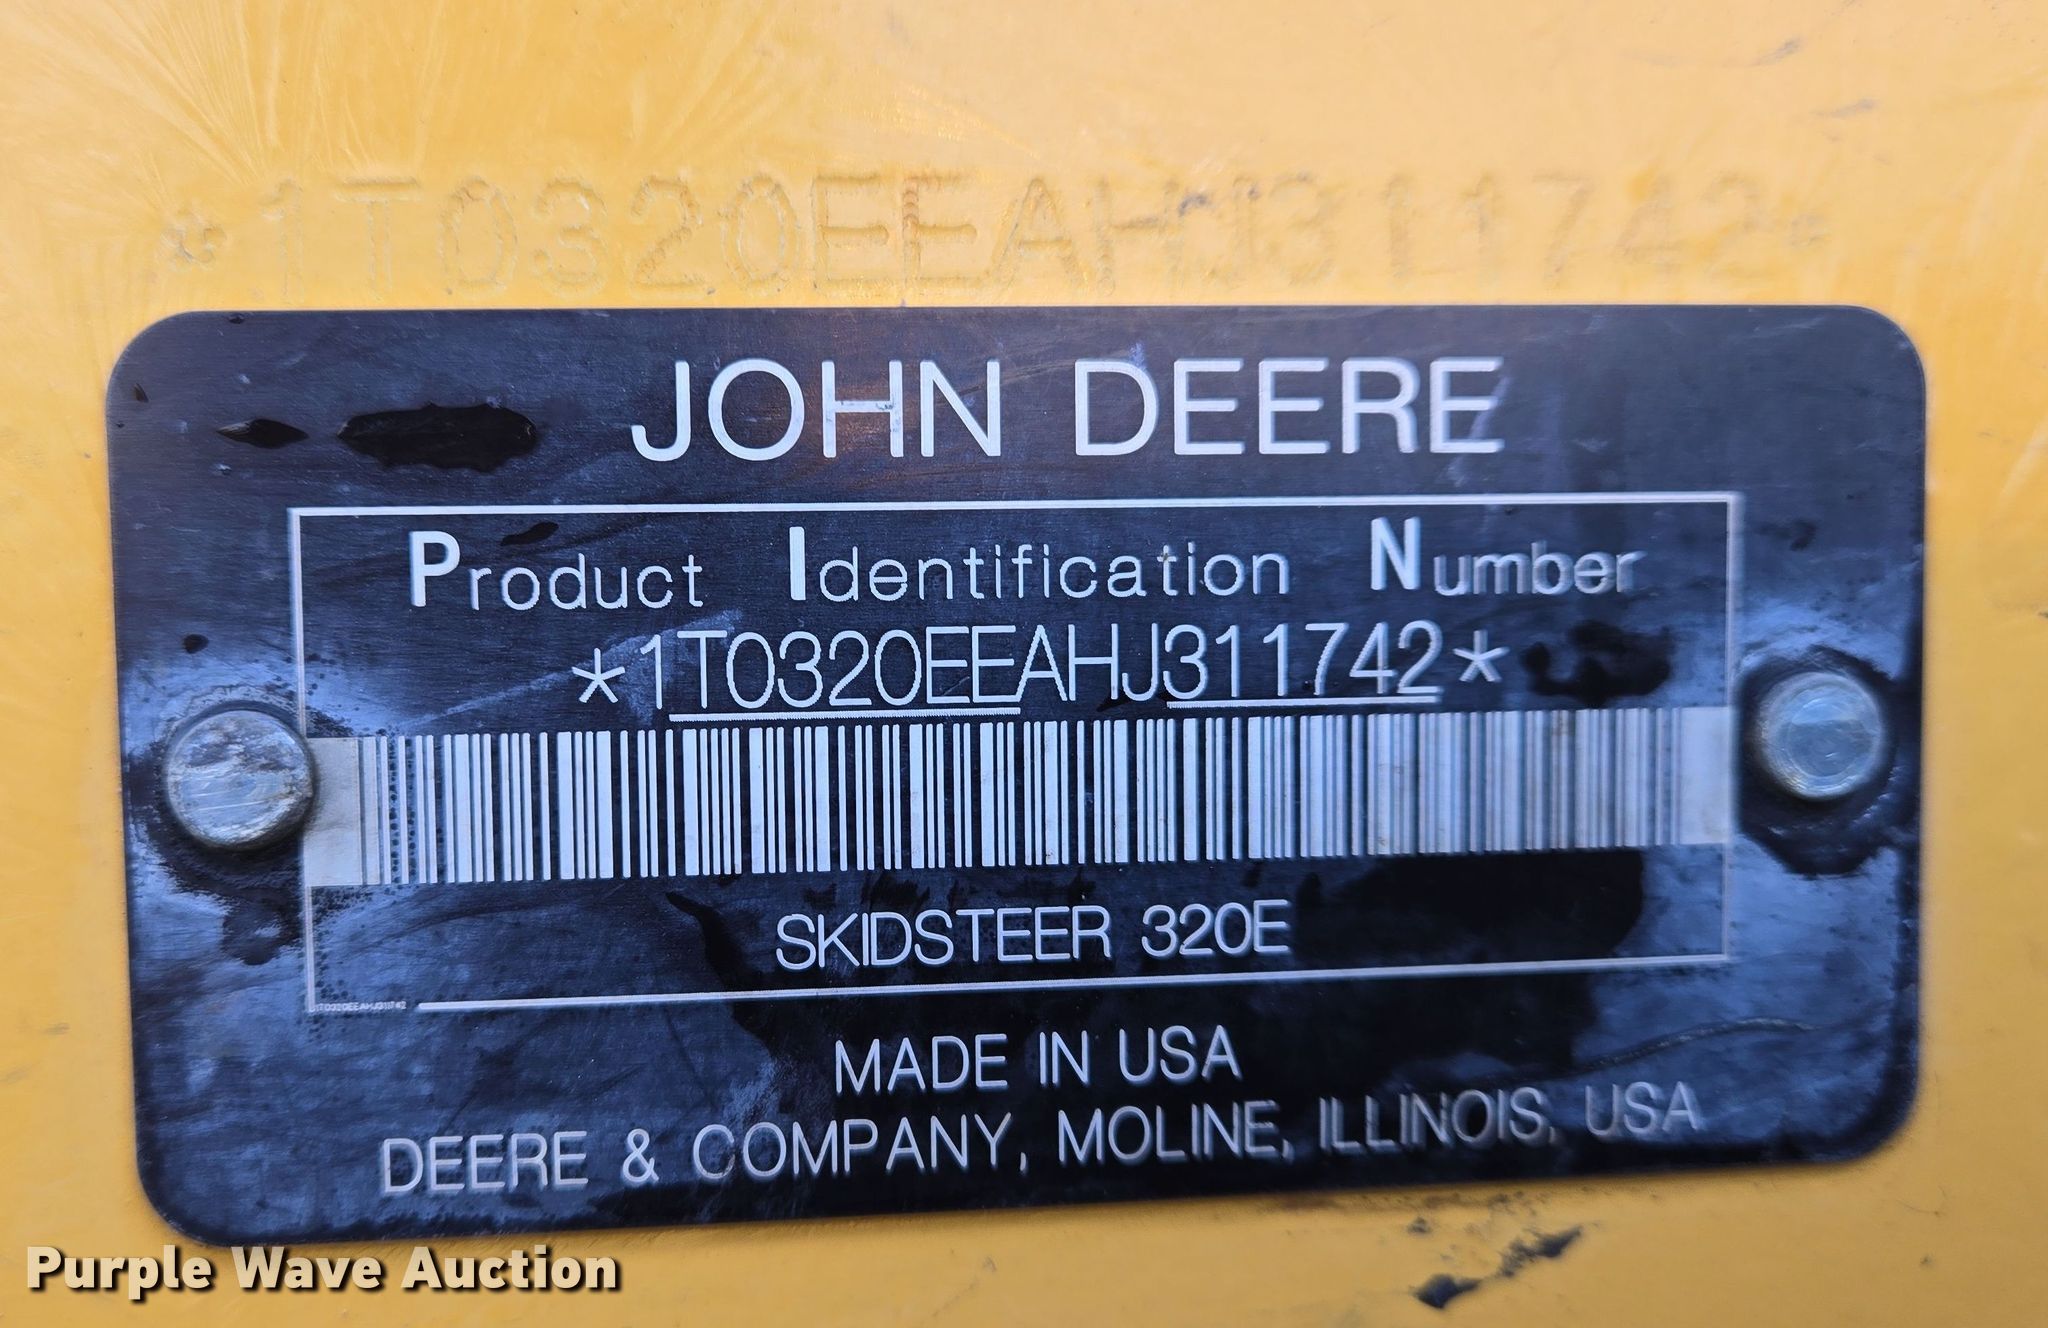 *1T0320EEAHJ311742*
JOHN DEERE
Product Identification Number
*1T0320EEAHJ311742*
SKIDSTEER 320E
1T0320EEAHJ311742
MADE IN USA
DEERE & COMPANY, MOLINE, ILLINOIS, USA
Purple Wave Auction